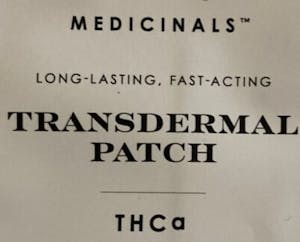 MEDICINALS™
LONG-LASTING, FAST-ACTING
TRANSDERMAL
PATCH
THCa